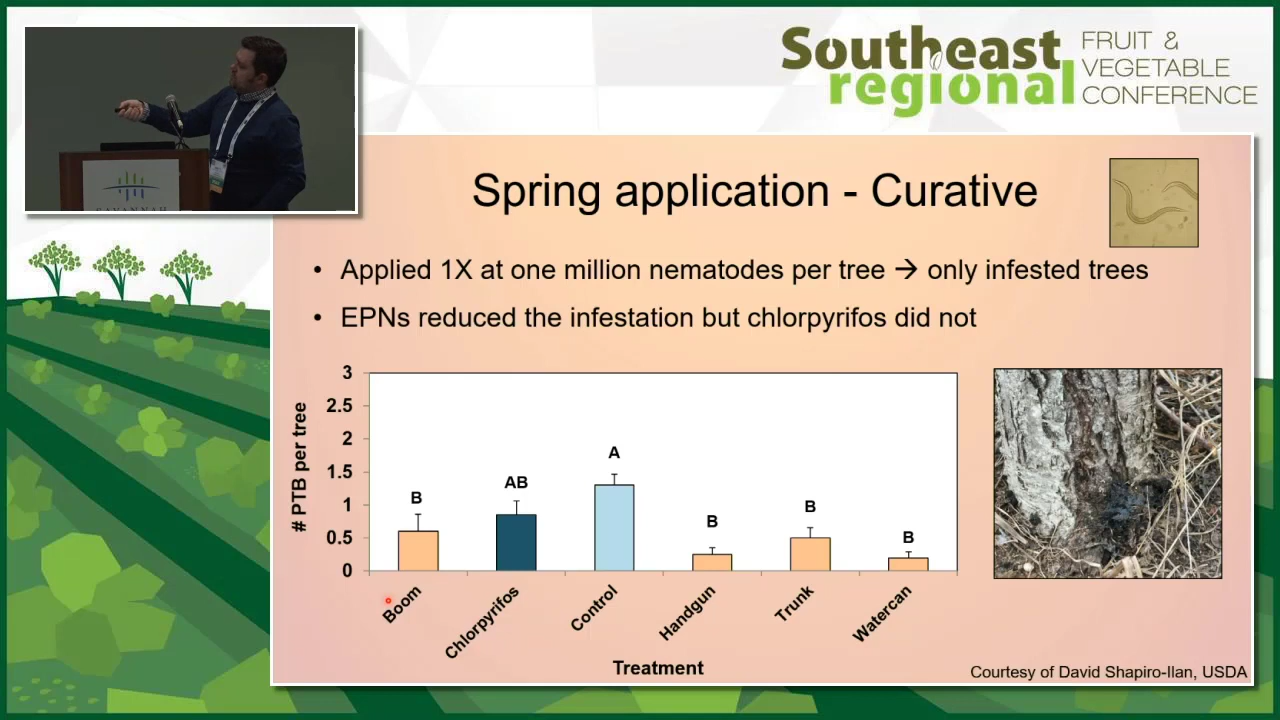 Southeast
regional
FRUIT &
VEGETABLE
CONFERENCE
SAVANNAH
Spring application - Curative
• Applied 1X at one million nematodes per tree → only infested trees
• EPNs reduced the infestation but chlorpyrifos did not
# PTB per tree
3
2.5
2
1.5
1
0.5
0
B
AB
A
B
B
B
Boom
Chlorpyrifos
Control
Handgun
Trunk
Watercan
Treatment
Courtesy of David Shapiro-Ilan, USDA